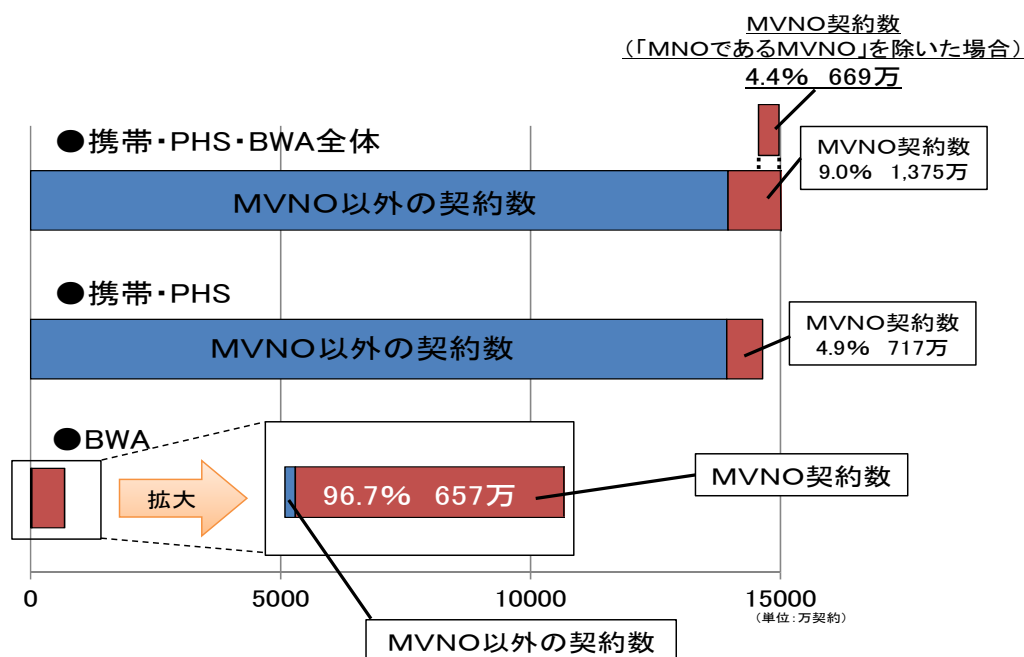 MVNO契約数
(「MNOであるMVNO」を除いた場合)
4.4% 669万
●携帯・PHS・BWA全体
MVNO契約数
9.0% 1,375万
MVNO以外の契約数
●携帯・PHS
MVNO契約数
4.9% 717万
MVNO以外の契約数
●BWA
拡大
96.7% 657万
MVNO契約数
0
5000
10000
15000
(単位:万契約)
MVNO以外の契約数